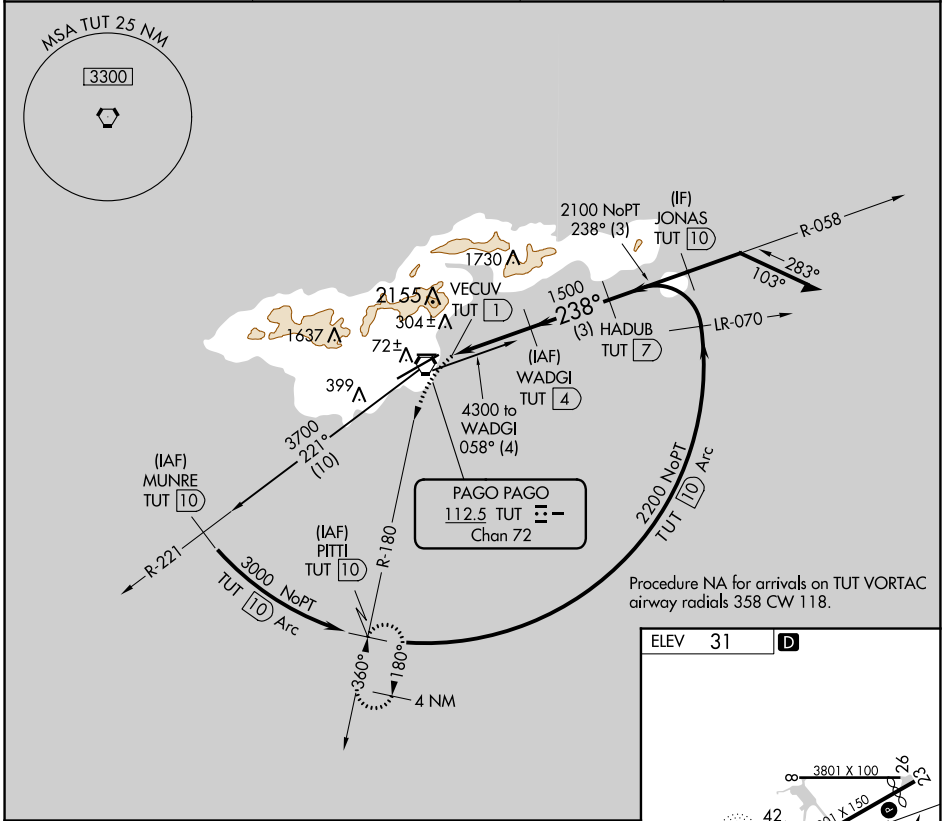 MSA TUT 25 NM
3300
(IF)
JONAS
TUT 10
2100 NoPT
238° (3)
R-058
283°
103°
1730
2155
VECUV
TUT 1
304±
1637
72±
399
1500
238°
(3)
HADUB
TUT 7
LR-070
(IAF)
WADGI
TUT 4
4300 to
WADGI
058° (4)
3700
221°
(10)
(IAF)
MUNRE
TUT 10
R-221
PAGO PAGO
112.5 TUT
Chan 72
(IAF)
PITTI
TUT 10
R-180
3000 NoPT
TUT 10 Arc
2200 NoPT
TUT 10 Arc
360°
180°
4 NM
Procedure NA for arrivals on TUT VORTAC
airway radials 358 CW 118.
ELEV 31 D
8
3801 X 100
26
23
X 150
P
42